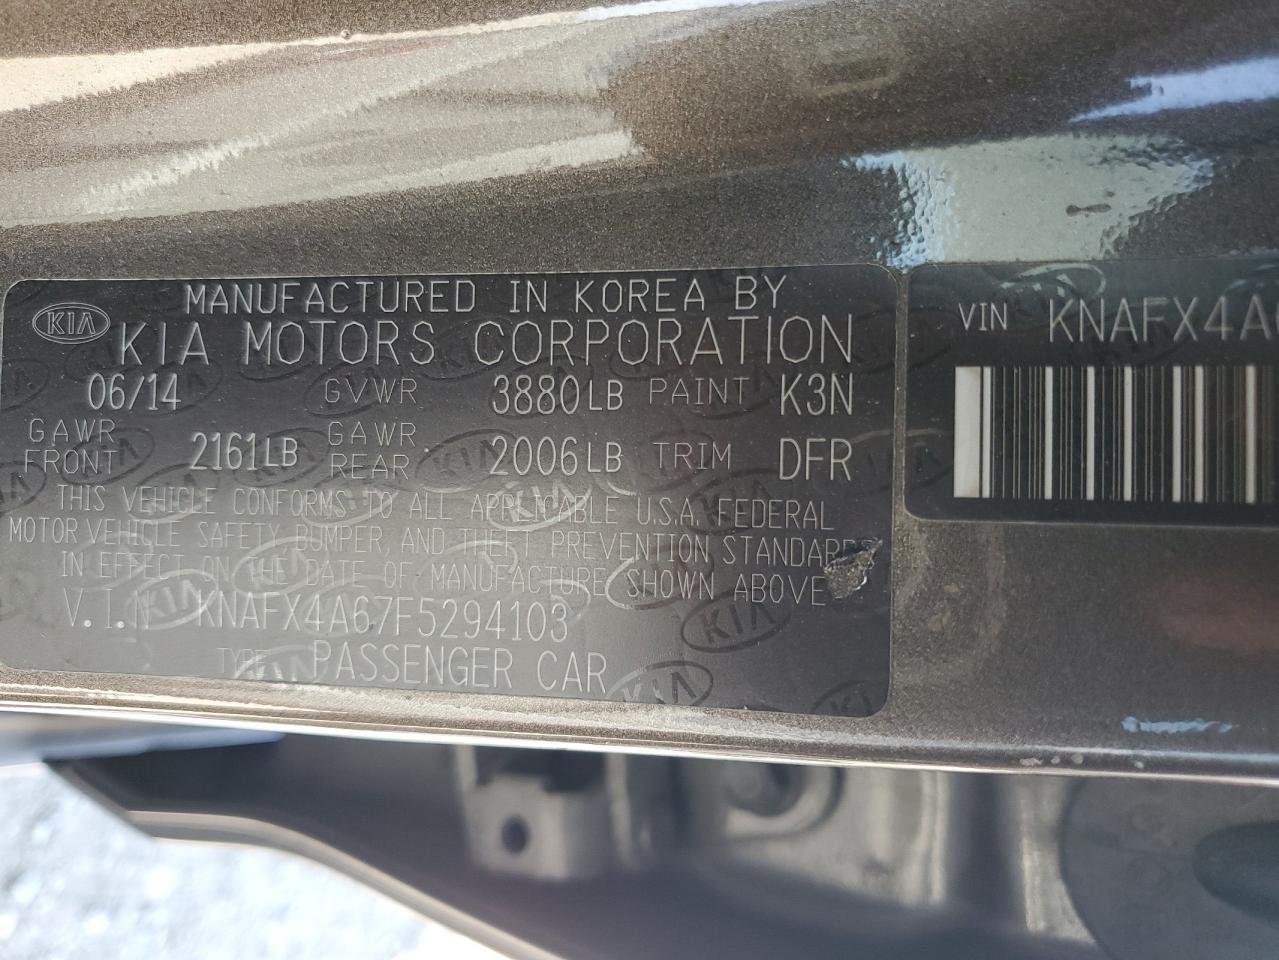 KIA
MANUFACTURED IN KOREA BY
KIA MOTORS CORPORATION
06/14 GVWR 3880LB PAINT K3N
GAWR FRONT 2161LB GAWR REAR 2006LB TRIM DFR
THIS VEHICLE CONFORMS TO ALL APPLICABLE U.S.A. FEDERAL
MOTOR VEHICLE SAFETY, BUMPER, AND THEFT PREVENTION STANDARDS
IN EFFECT ON THE DATE OF MANUFACTURE SHOWN ABOVE
V.I.N KNAFX4A67F5294103
TYPE PASSENGER CAR
VIN KNAFX4A6